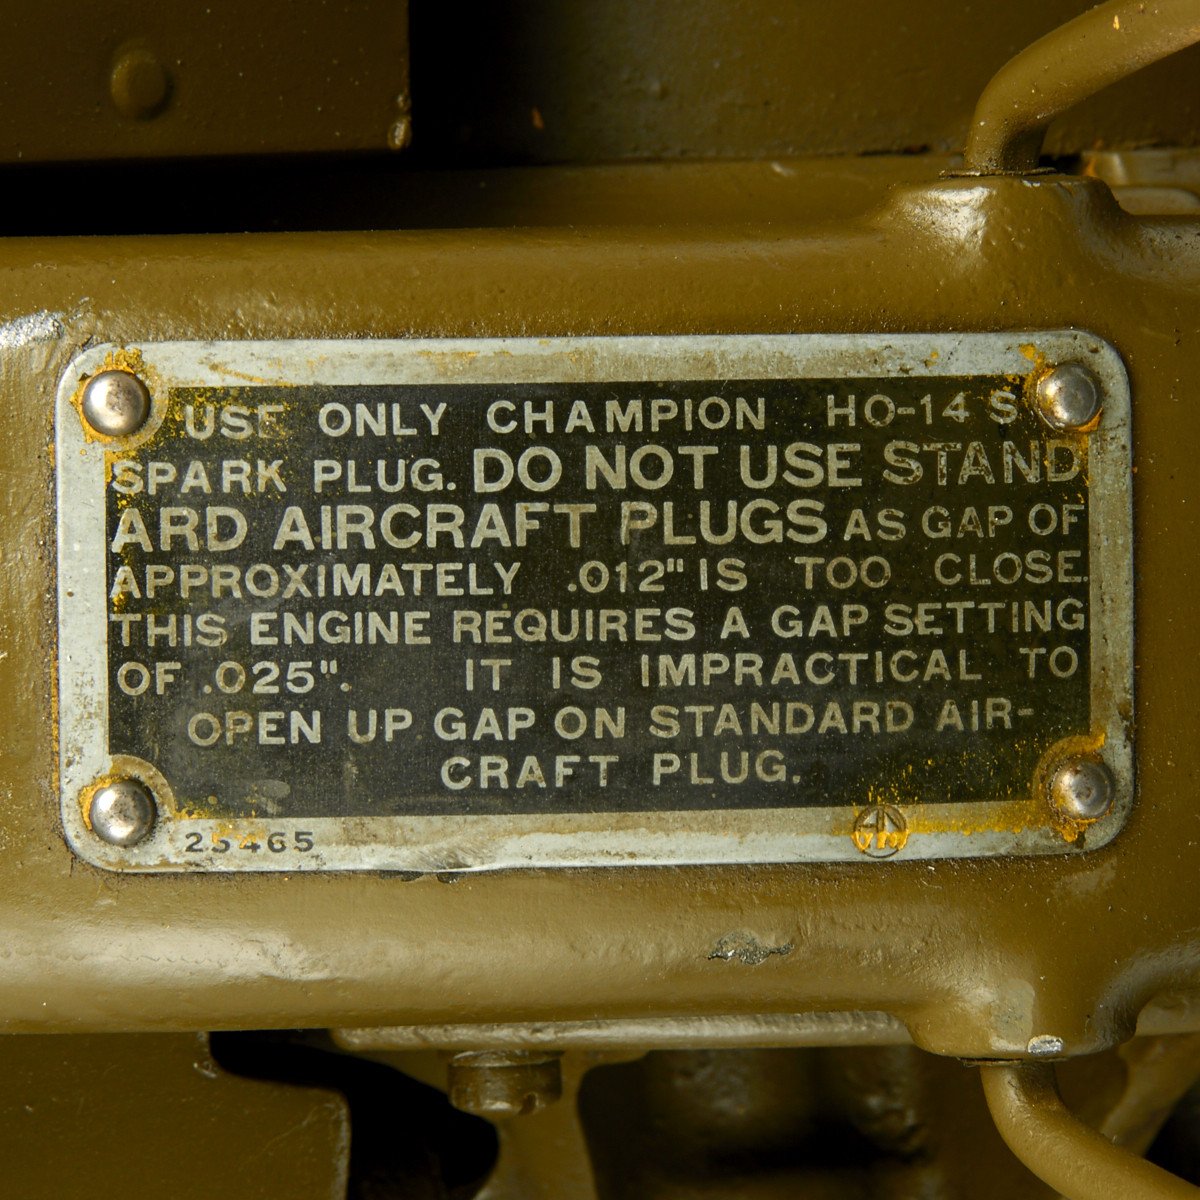 USE ONLY CHAMPION HO-14 S
SPARK PLUG. DO NOT USE STAND
ARD AIRCRAFT PLUGS AS GAP OF
APPROXIMATELY .012" IS TOO CLOSE.
THIS ENGINE REQUIRES A GAP SETTING
OF .025". IT IS IMPRACTICAL TO
OPEN UP GAP ON STANDARD AIR-
CRAFT PLUG.
25465